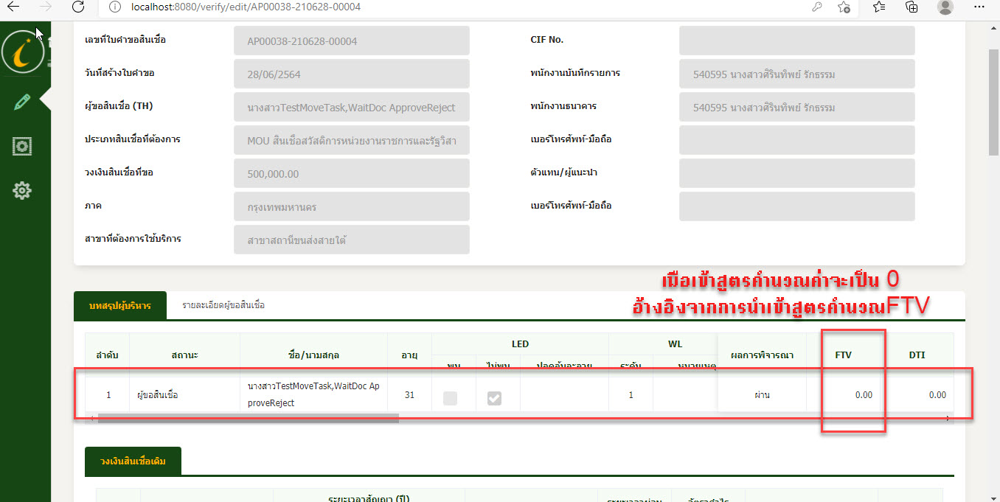 localhost:8080/verify/edit/AP00038-210628-00004
เลขที่ใบคำขอสินเชื่อ AP00038-210628-00004 CIF No.
วันที่สร้างใบคำขอ 28/06/2564 พนักงานบันทึกรายการ 540595 นางสาวศิรินทิพย์ รักธรรม
ผู้ขอสินเชื่อ (TH) นางสาวTestMoveTask,WaitDoc ApproveReject พนักงานธนาคาร 540595 นางสาวศิรินทิพย์ รักธรรม
ประเภทสินเชื่อที่ต้องการ MOU สินเชื่อสวัสดิการหน่วยงานราชการและรัฐวิสา เบอร์โทรศัพท์-มือถือ
วงเงินสินเชื่อที่ขอ 500,000.00 ตัวแทน/ผู้แนะนำ
ภาค กรุงเทพมหานคร เบอร์โทรศัพท์-มือถือ
สาขาที่ต้องการใช้บริการ สาขาสถานีขนส่งสายใต้
เมื่อเข้าสูตรคำนวณค่าจะเป็น 0
อ้างอิงจากการนำเข้าสูตรคำนวณFTV
บทสรุปผู้บริหาร รายละเอียดผู้ขอสินเชื่อ
LED WL
ลำดับ สถานะ ชื่อ/นามสกุล อายุ ผลการพิจารณา FTV DTI
พบ ไม่พบ ปลอดอันจะอวย ระดับ หมายเหตุ
1 ผู้ขอสินเชื่อ นางสาวTestMoveTask,WaitDoc Ap 31 1 ผ่าน 0.00 0.00
proveReject
วงเงินสินเชื่อเดิม
ระยะเวลาสัญญา (ปี)
ระยะเวลาผ่อน อัตรากำไร